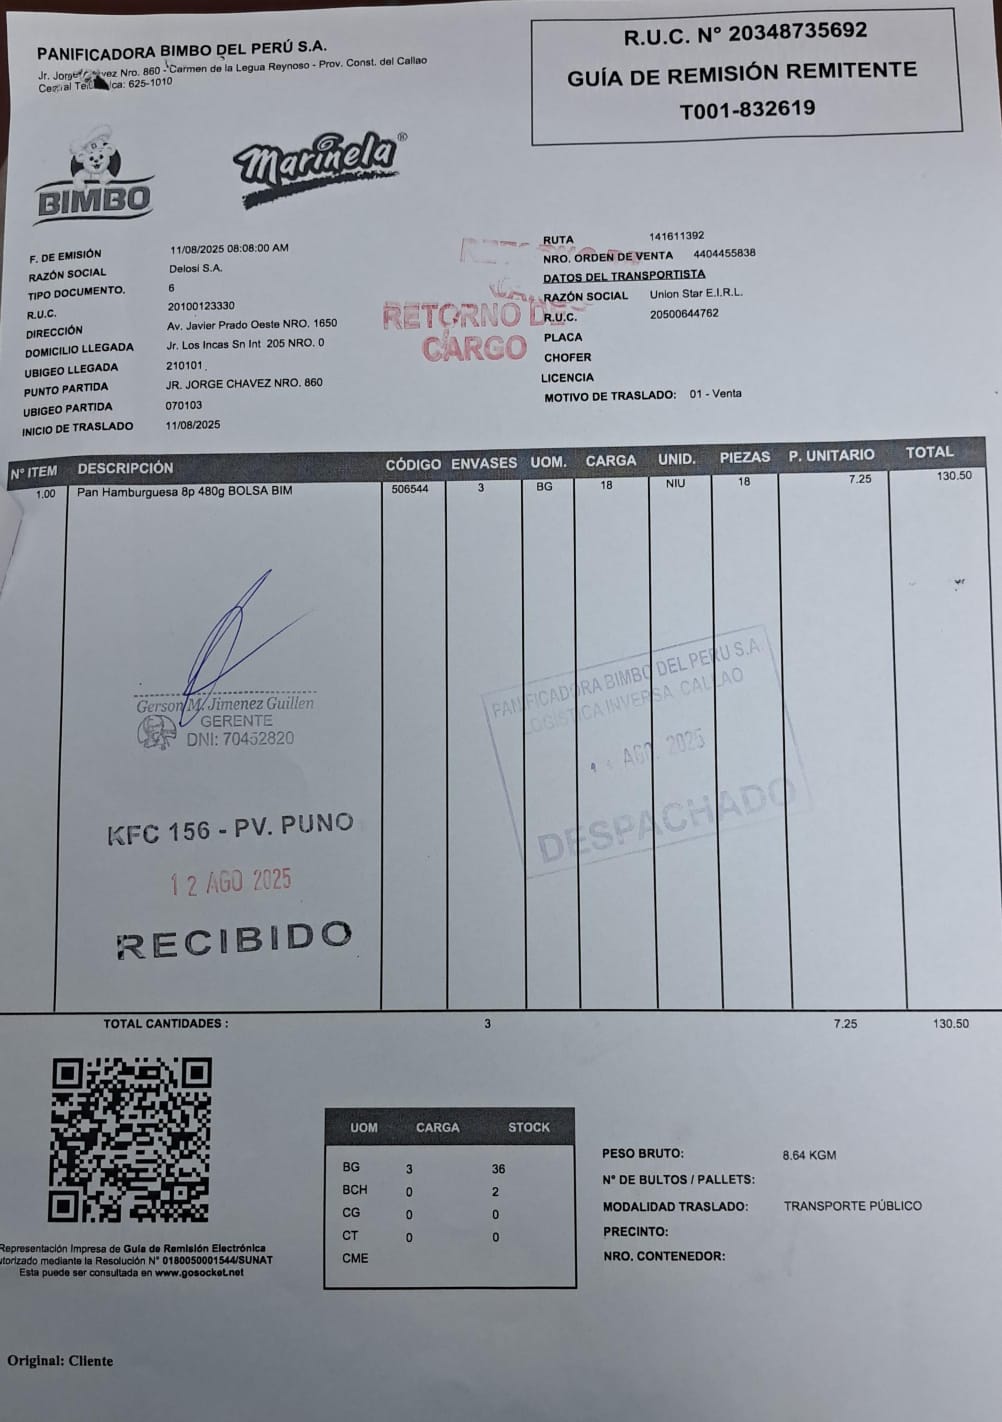 PANIFICADORA BIMBO DEL PERÚ S.A.
Jr. Jorge Chavez Nro. 860 - Carmen de la Legua Reynoso - Prov. Const. del Callao
625-1010
R.U.C. N° 20348735692
GUÍA DE REMISIÓN REMITENTE
T001-832619
BIMBO
Marinela®
F. DE EMISIÓN 11/08/2025 08:08:00 AM
RAZÓN SOCIAL Delosi S.A.
TIPO DOCUMENTO. 6
R.U.C. 20100123330
DIRECCIÓN Av. Javier Prado Oeste NRO. 1650
DOMICILIO LLEGADA Jr. Los Incas Sn Int 205 NRO. 0
UBIGEO LLEGADA 210101
PUNTO PARTIDA JR. JORGE CHAVEZ NRO. 860
UBIGEO PARTIDA 070103
INICIO DE TRASLADO 11/08/2025
RETORNO DE
CARGO
RUTA 141611392
NRO. ORDEN DE VENTA 4404455838
DATOS DEL TRANSPORTISTA
RAZÓN SOCIAL Union Star E.I.R.L.
R.U.C. 20500644762
PLACA
CHOFER
LICENCIA
MOTIVO DE TRASLADO: 01 - Venta
N° ITEM DESCRIPCIÓN CÓDIGO ENVASES UOM. CARGA UNID. PIEZAS P. UNITARIO TOTAL
1.00 Pan Hamburguesa 8p 480g BOLSA BIM 506544 3 BG 18 NIU 18 7.25 130.50
Gerson M. Jimenez Guillen
GERENTE
DNI: 70452820
PANIFICADORA BIMBO DEL PERU S.A
LOGISTICA INVERSA CALLAO
AGO. 2025
DESPACHADO
KFC 156 - PV. PUNO
12 AGO 2025
RECIBIDO
TOTAL CANTIDADES : 3 7.25 130.50
UOM CARGA STOCK
BG 3 36
BCH 0 2
CG 0 0
CT 0 0
CME
PESO BRUTO: 8.64 KGM
N° DE BULTOS / PALLETS:
MODALIDAD TRASLADO: TRANSPORTE PÚBLICO
PRECINTO:
NRO. CONTENEDOR:
Representación Impresa de Guía de Remisión Electrónica
utorizado mediante la Resolución N° 0180050001544/SUNAT
Esta puede ser consultada en www.gosocket.net
Original: Cliente